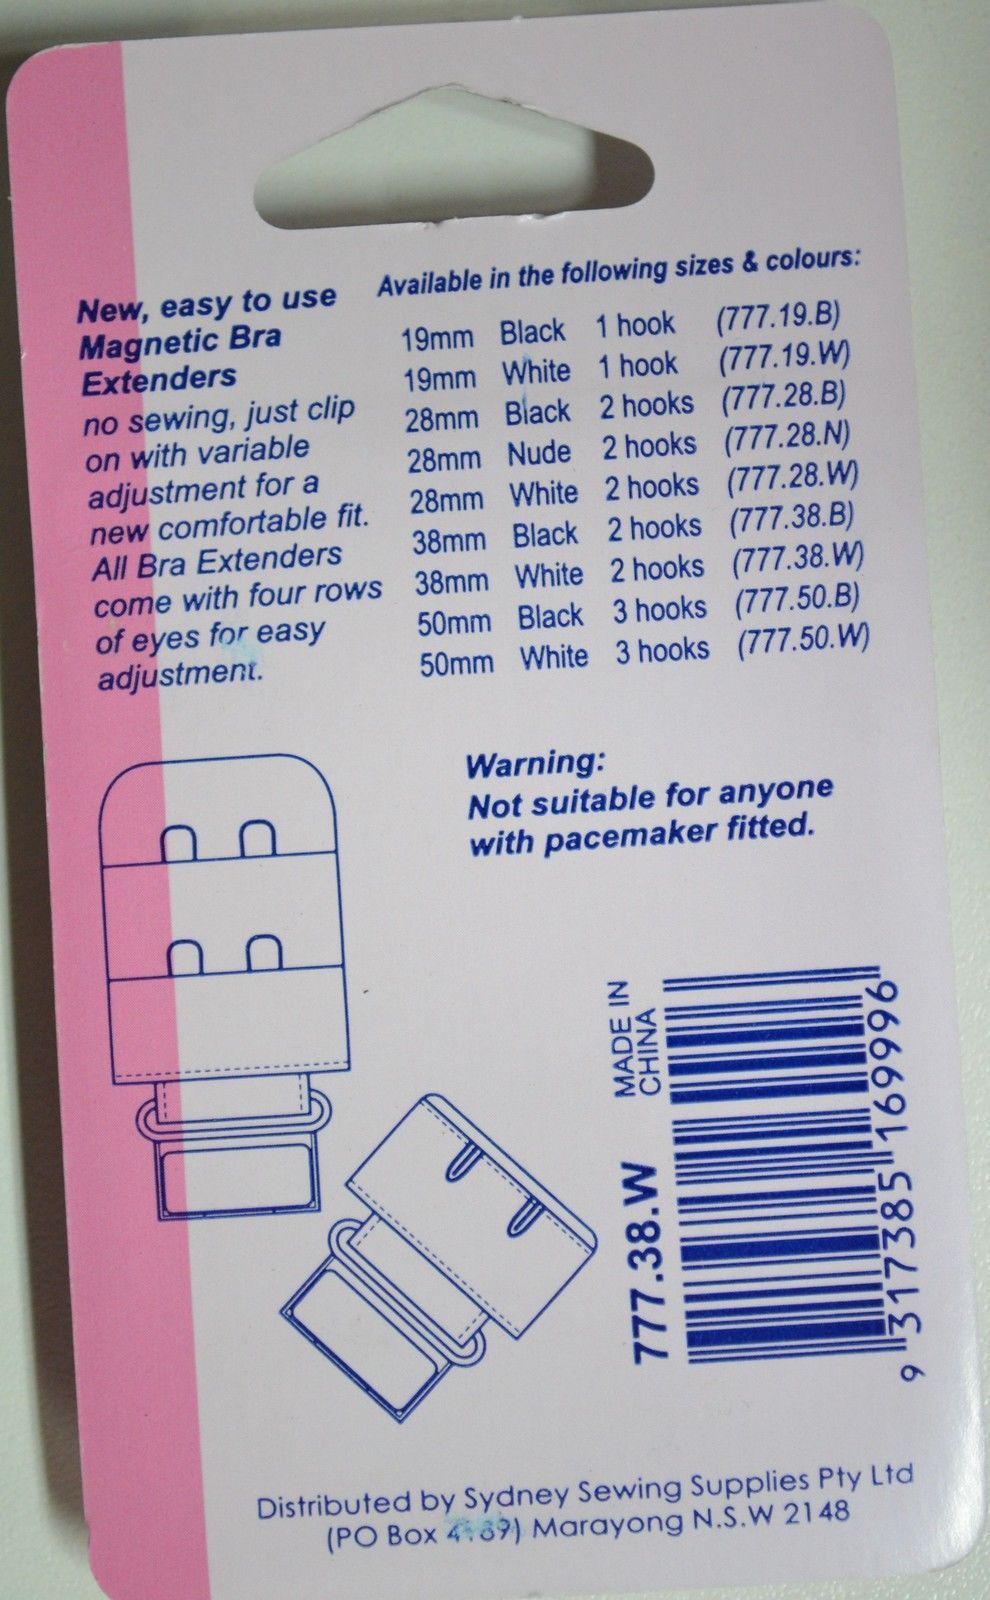 New, easy to use
Magnetic Bra
Extenders
no sewing, just clip
on with variable
adjustment for a
new comfortable fit.
All Bra Extenders
come with four rows
of eyes for easy
adjustment.
Available in the following sizes & colours:
19mm Black 1 hook (777.19.B)
19mm White 1 hook (777.19.W)
28mm Black 2 hooks (777.28.B)
28mm Nude 2 hooks (777.28.N)
28mm White 2 hooks (777.28.W)
38mm Black 2 hooks (777.38.B)
38mm White 2 hooks (777.38.W)
50mm Black 3 hooks (777.50.B)
50mm White 3 hooks (777.50.W)
Warning:
Not suitable for anyone
with pacemaker fitted.
MADE IN
CHINA
777.38.W
9 317385 169996
Distributed by Sydney Sewing Supplies Pty Ltd
(PO Box Marayong N.S.W 2148